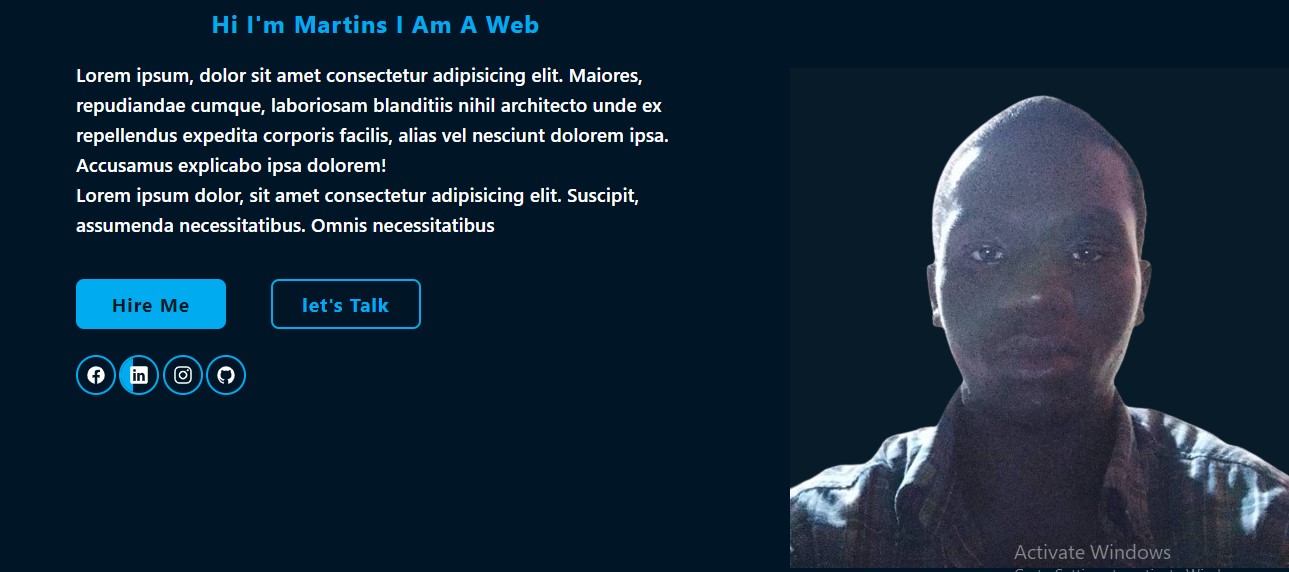 Hi I'm Martins I Am A Web
Lorem ipsum, dolor sit amet consectetur adipisicing elit. Maiores,
repudiandae cumque, laboriosam blanditiis nihil architecto unde ex
repellendus expedita corporis facilis, alias vel nesciunt dolorem ipsa.
Accusamus explicabo ipsa dolorem!
Lorem ipsum dolor, sit amet consectetur adipisicing elit. Suscipit,
assumenda necessitatibus. Omnis necessitatibus
Hire Me
let's Talk
in
Activate Windows